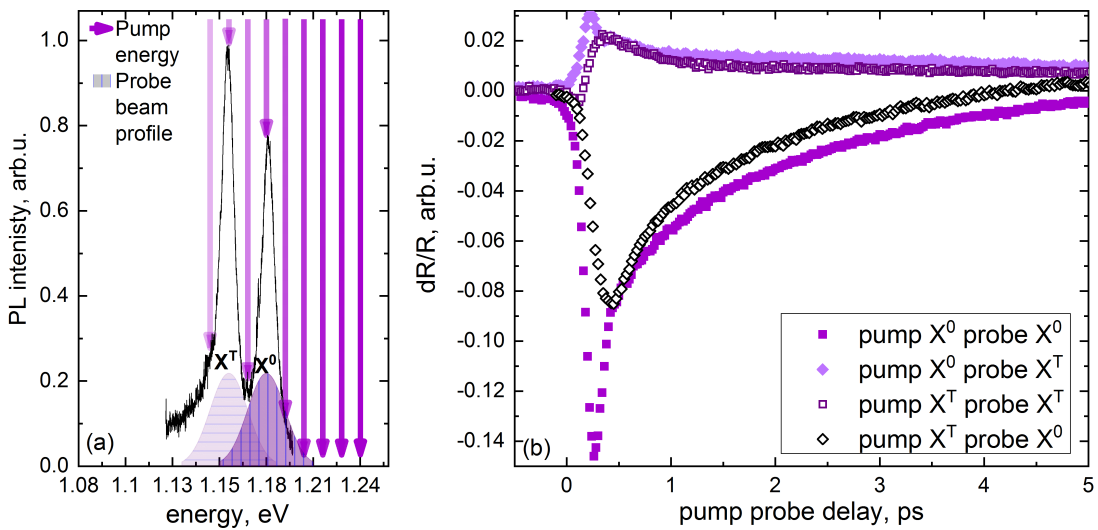 Pump
energy
Probe
beam
profile
PL intenisty, arb.u.
1.0
0.8
0.6
0.4
0.2
0.0
X^T X^0
(a)
1.08 1.1 1.13 1.15 1.18 1.21 1.24
energy, eV
dR/R, arb.u.
0.02
0.00
-0.02
-0.04
-0.06
-0.08
-0.10
-0.12
-0.14
pump X^0 probe X^0
pump X^0 probe X^T
pump X^T probe X^T
pump X^T probe X^0
(b)
0 1 2 3 4 5
pump probe delay, ps